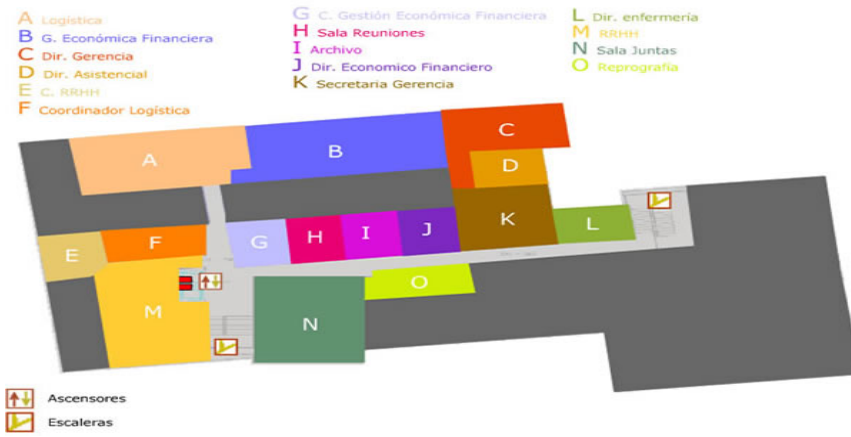 A Logística
B G. Económica Financiera
C Dir. Gerencia
D Dir. Asistencial
E C. RRHH
F Coordinador Logística
G C. Gestión Económica Financiera
H Sala Reuniones
I Archivo
J Dir. Economico Financiero
K Secretaria Gerencia
L Dir. enfermería
M RRHH
N Sala Juntas
O Reprografía
A
B
C
D
K
L
E
F
G
H
I
J
M
N
O
Ascensores
Escaleras